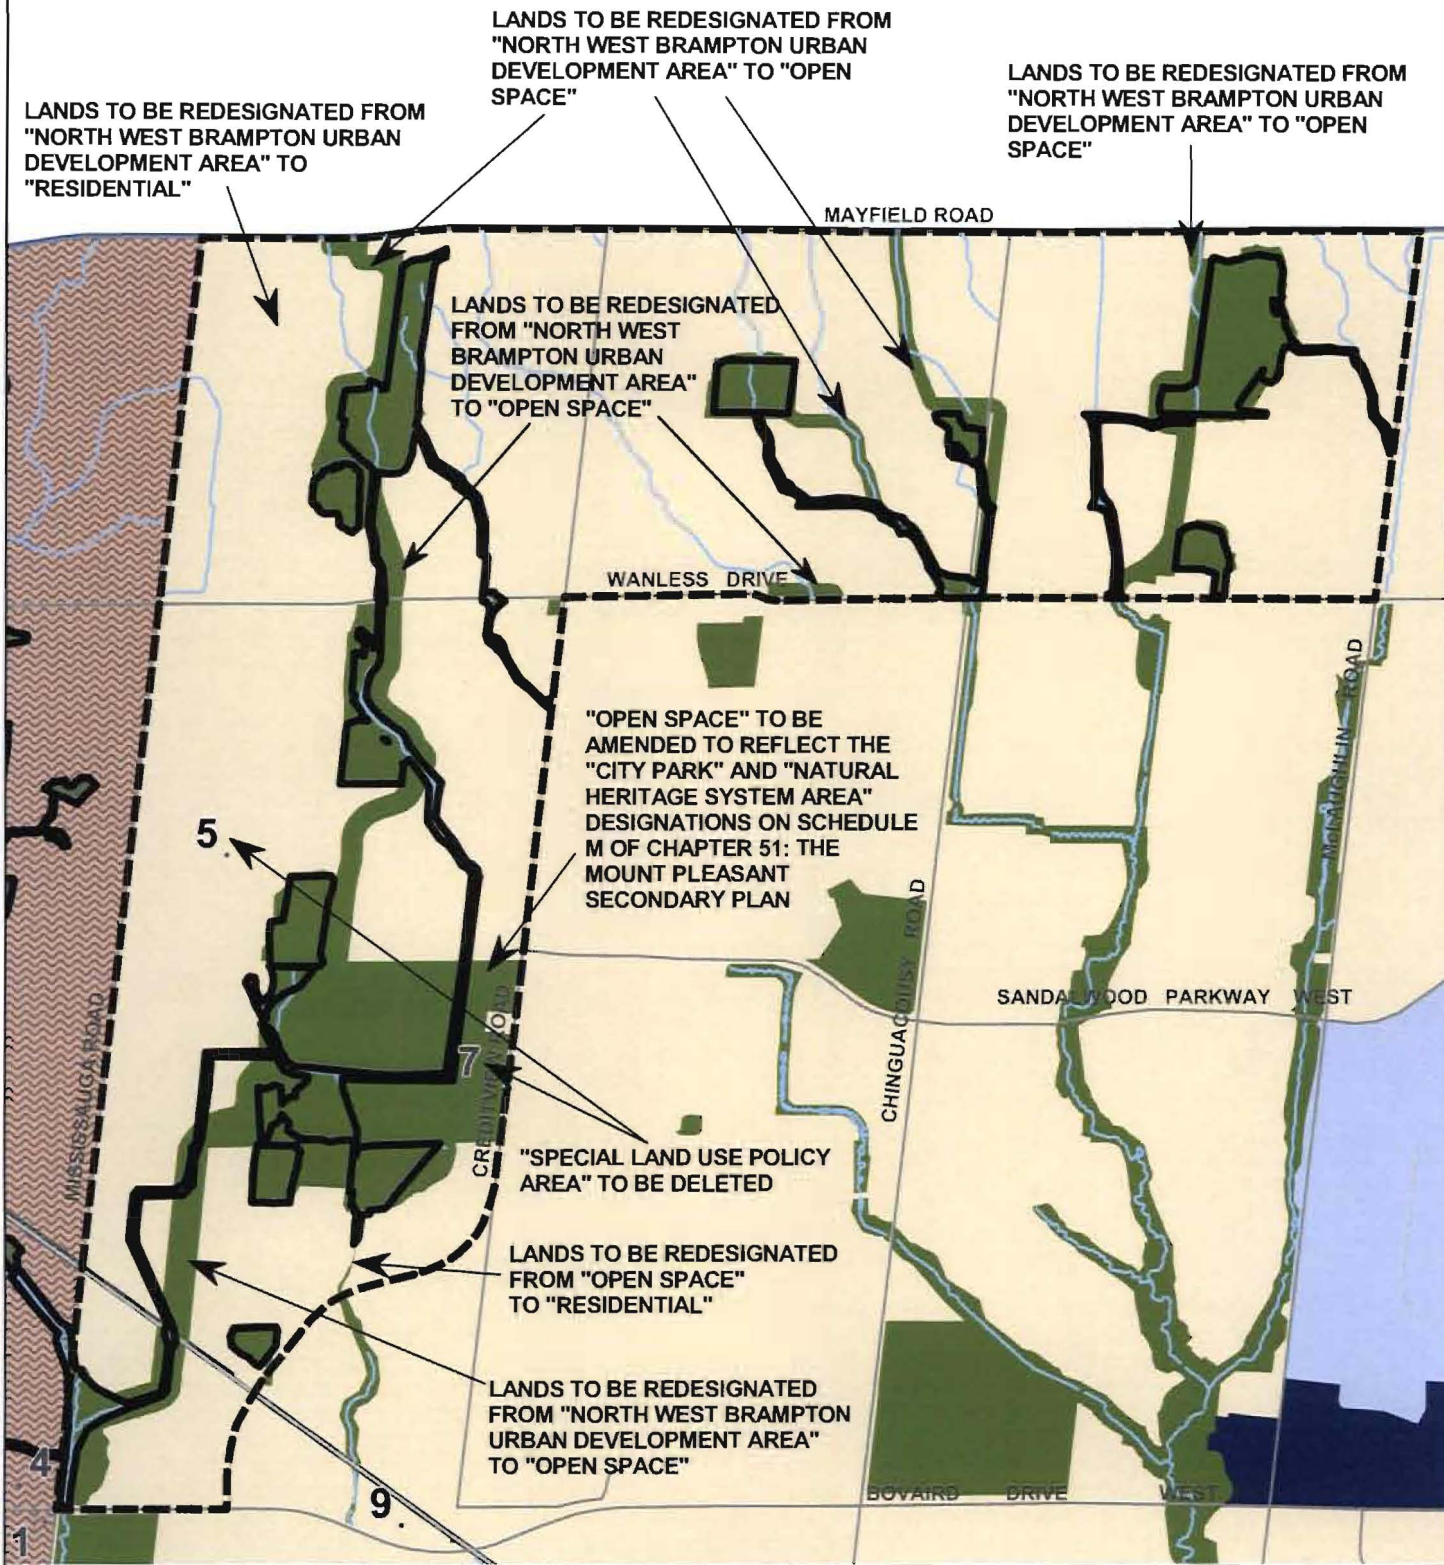 LANDS TO BE REDESIGNATED FROM
"NORTH WEST BRAMPTON URBAN
DEVELOPMENT AREA" TO "OPEN
SPACE"
LANDS TO BE REDESIGNATED FROM
"NORTH WEST BRAMPTON URBAN
DEVELOPMENT AREA" TO "OPEN
SPACE"
LANDS TO BE REDESIGNATED FROM
"NORTH WEST BRAMPTON URBAN
DEVELOPMENT AREA" TO
"RESIDENTIAL"
MAYFIELD ROAD
LANDS TO BE REDESIGNATED
FROM "NORTH WEST
BRAMPTON URBAN
DEVELOPMENT AREA"
TO "OPEN SPACE"
WANLESS DRIVE
"OPEN SPACE" TO BE
AMENDED TO REFLECT THE
"CITY PARK" AND "NATURAL
HERITAGE SYSTEM AREA"
DESIGNATIONS ON SCHEDULE
M OF CHAPTER 51: THE
MOUNT PLEASANT
SECONDARY PLAN
McLAUGHLIN ROAD
5
CHINGUACOUSY ROAD
SANDALWOOD PARKWAY WEST
MISSISSAUGA ROAD
CREDITVIEW ROAD
7
"SPECIAL LAND USE POLICY
AREA" TO BE DELETED
LANDS TO BE REDESIGNATED
FROM "OPEN SPACE"
TO "RESIDENTIAL"
LANDS TO BE REDESIGNATED
FROM "NORTH WEST BRAMPTON
URBAN DEVELOPMENT AREA"
TO "OPEN SPACE"
4
9
BOVAIRD DRIVE WEST
1